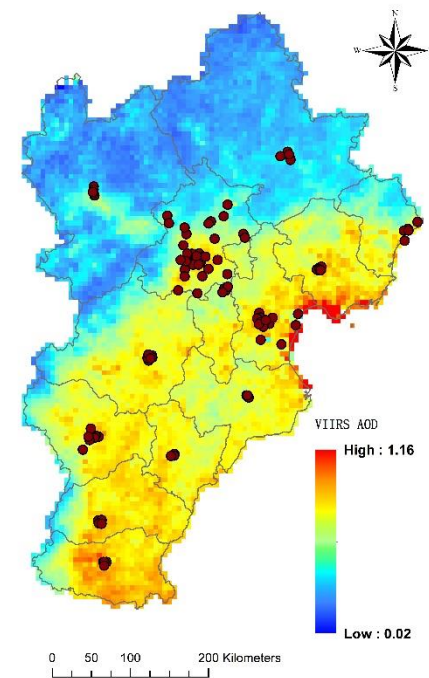 N
W E
S
VIIRS AOD
High : 1.16
Low : 0.02
0 50 100 200 Kilometers